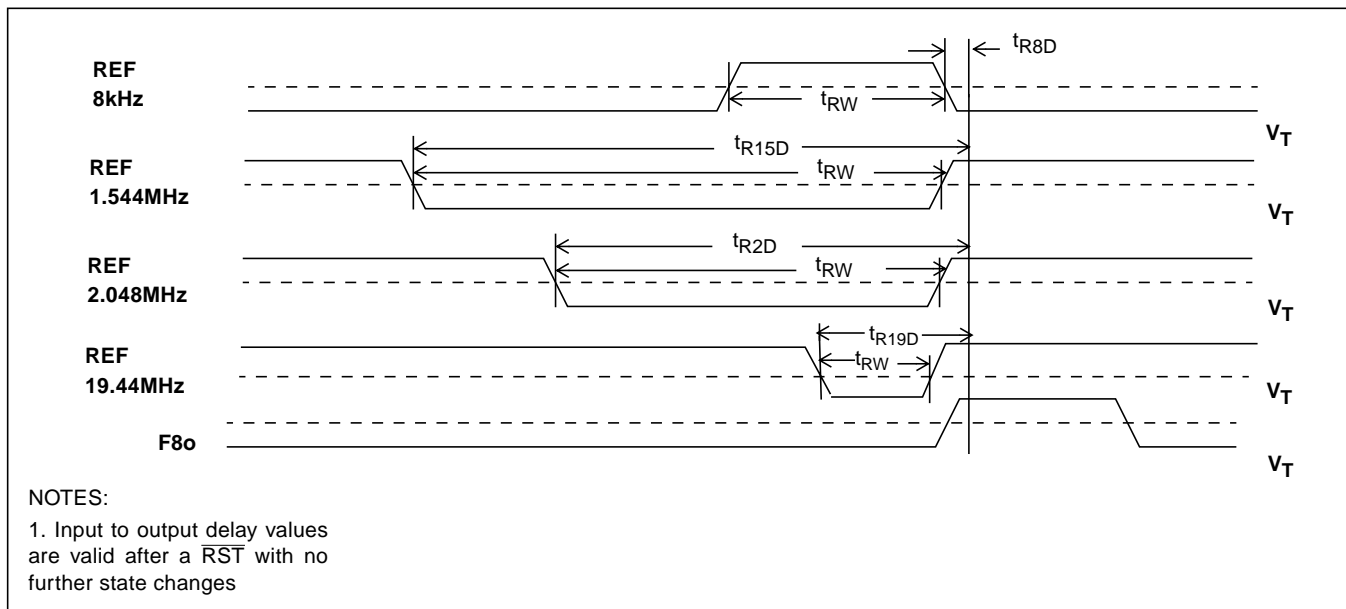 tR8D
REF
8kHz
tRW
VT
tR15D
REF
1.544MHz
tRW
VT
tR2D
REF
2.048MHz
tRW
VT
tR19D
REF
19.44MHz
tRW
VT
F8o
VT
NOTES:
1. Input to output delay values
are valid after a R̅S̅T̅ with no
further state changes